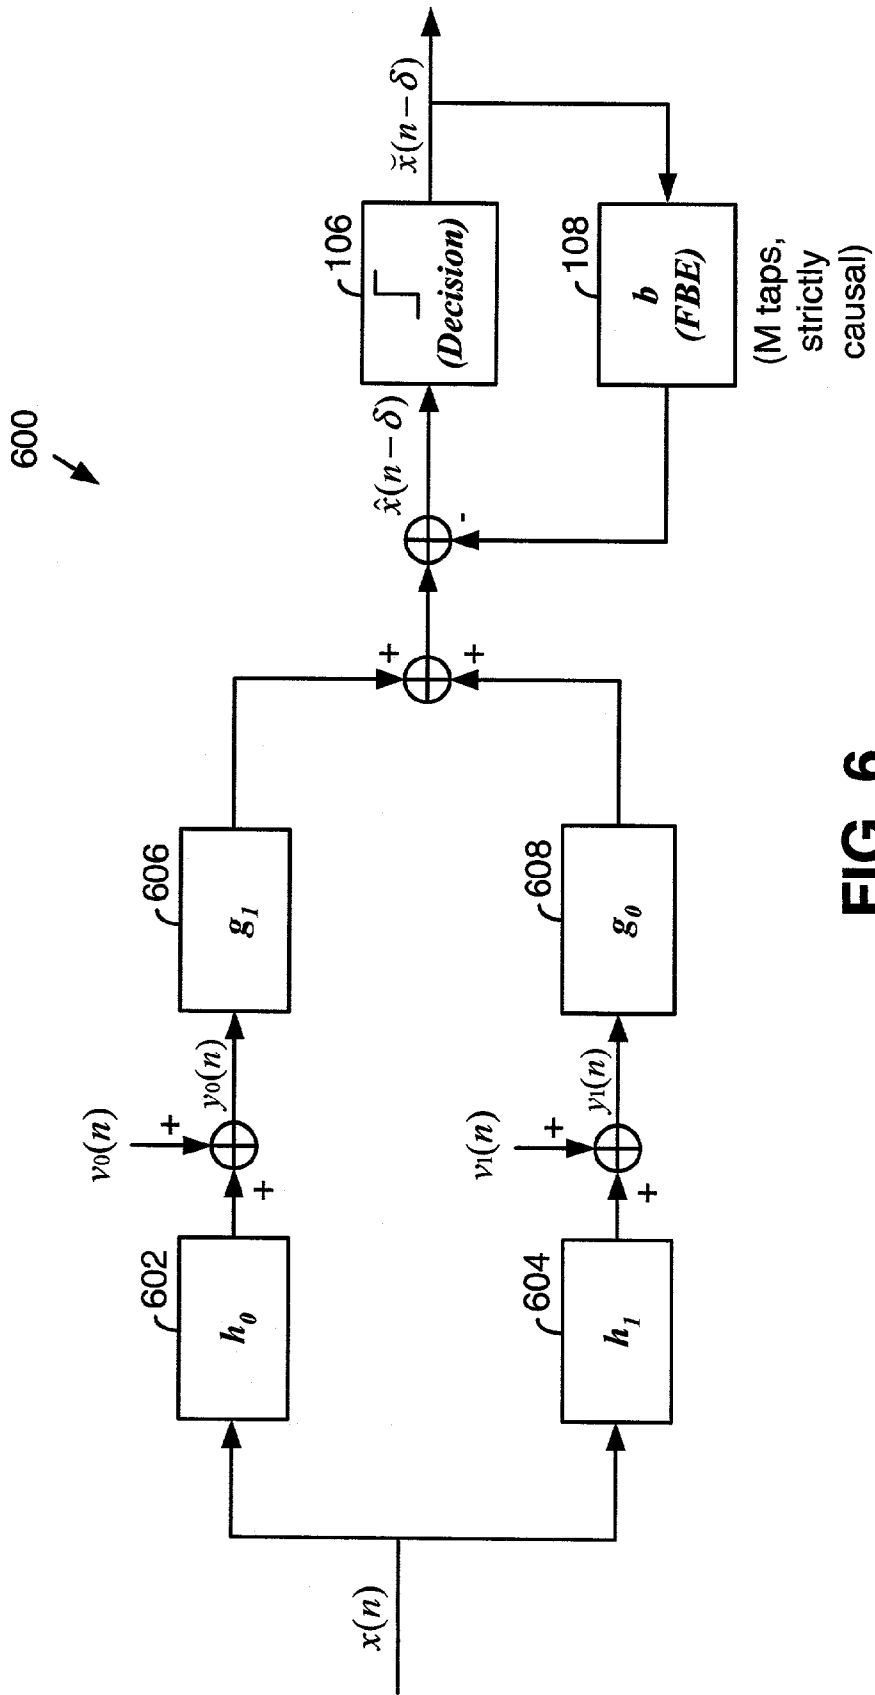 600
x(n)
602
h0
v0(n)
+
+
y0(n)
606
g1
+
604
h1
v1(n)
+
+
y1(n)
608
g0
+
x̂(n − δ)
-
106
(Decision)
x̆(n − δ)
108
b
(FBE)
(M taps,
strictly
causal)
FIG. 6